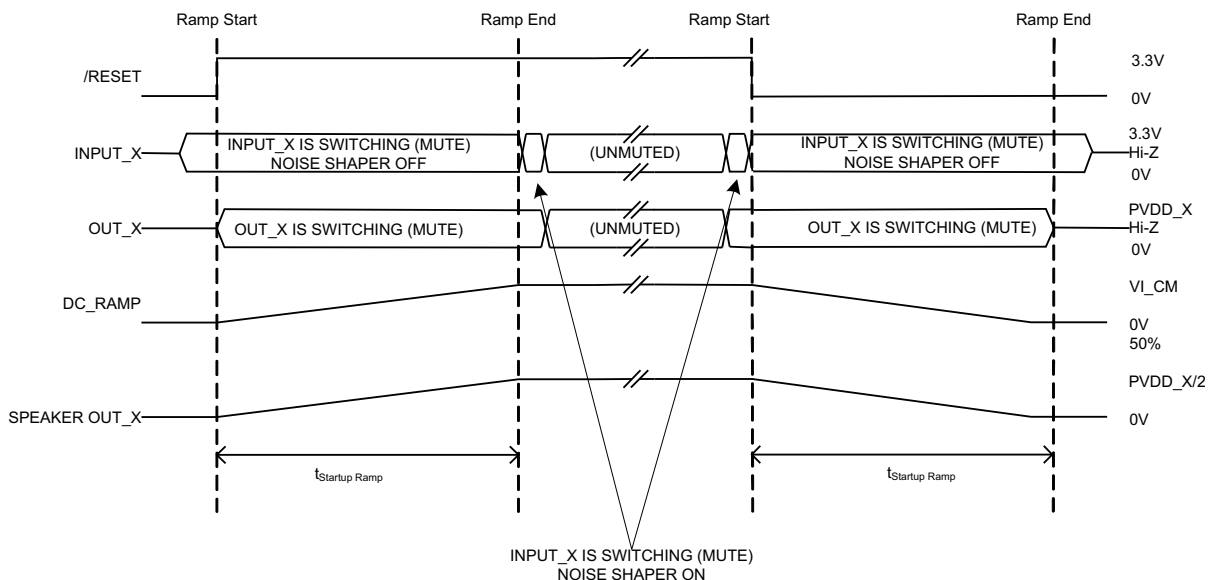 Ramp Start
Ramp End
Ramp Start
Ramp End
/RESET
3.3V
0V
INPUT_X
INPUT_X IS SWITCHING (MUTE)
NOISE SHAPER OFF
(UNMUTED)
INPUT_X IS SWITCHING (MUTE)
NOISE SHAPER OFF
3.3V
Hi-Z
0V
OUT_X
OUT_X IS SWITCHING (MUTE)
(UNMUTED)
OUT_X IS SWITCHING (MUTE)
PVDD_X
Hi-Z
0V
DC_RAMP
VI_CM
0V
50%
SPEAKER OUT_X
PVDD_X/2
0V
tStartup Ramp
tStartup Ramp
INPUT_X IS SWITCHING (MUTE)
NOISE SHAPER ON